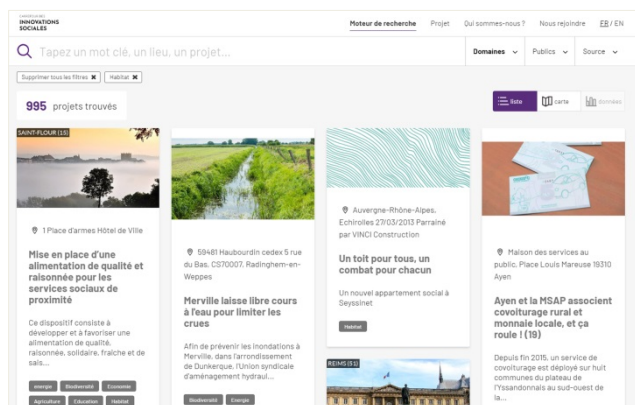 INNOVATIONS
SOCIALES
Moteur de recherche Projet Qui sommes-nous ? Nous rejoindre FR / EN
Tapez un mot clé, un lieu, un projet...
Domaines Publics Source
Supprimer tous les filtres ✖ Habitat ✖
995 projets trouvés
liste carte données
SAINT-FLOUR (15)
1 Place d'armes Hôtel de Ville
Mise en place d'une
alimentation de qualité et
raisonnée pour les
services sociaux de
proximité
Ce dispositif consiste à
développer et à favoriser une
alimentation de qualité,
raisonnée, solidaire, fraîche et de
sais...
energie Biodiversité Economie
Agriculture Education Habitat
59481 Haubourdin cedex 5 rue
du Bas, CS70007, Radinghem-en-
Weppes
Merville laisse libre cours
à l'eau pour limiter les
crues
Afin de prévenir les inondations à
Merville, dans l'arrondissement
de Dunkerque, l'Union syndicale
d'aménagement hydraul...
Biodiversité Energie
Auvergne-Rhône-Alpes,
Echirolles 27/03/2013 Parrainé
par VINCI Construction
Un toit pour tous, un
combat pour chacun
Un nouvel appartement social à
Seyssinet
Habitat
REIMS (51)
Maison des services au
public, Place Louis Mareuse 19310
Ayen
Ayen et la MSAP associent
covoiturage rural et
monnaie locale, et ça
roule ! (19)
Depuis fin 2015, un service de
covoiturage est déployé sur huit
communes du plateau de
l'Yssandonnais au sud-ouest de
la...